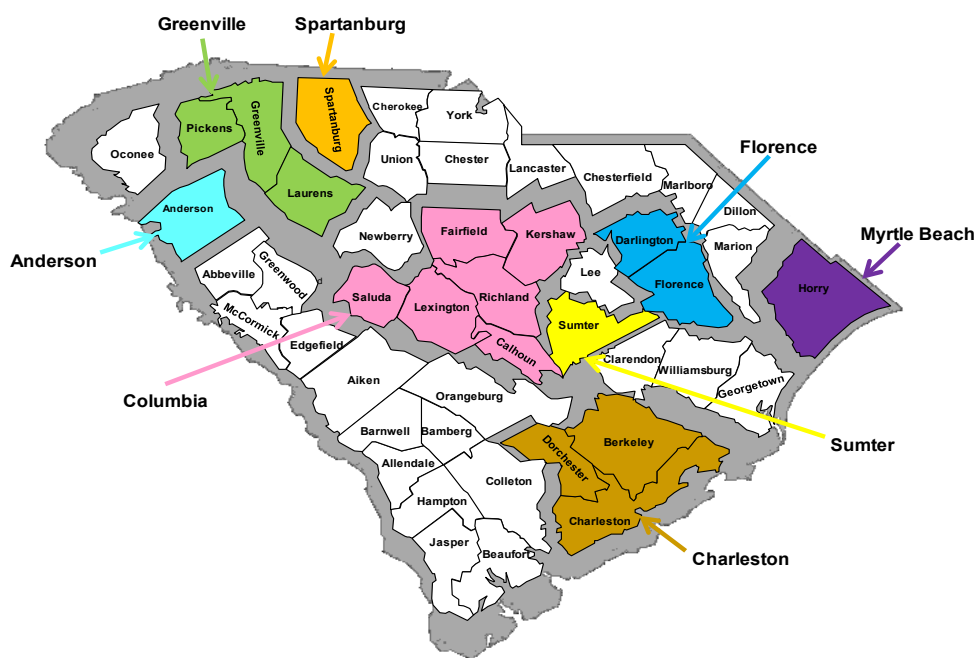 Greenville
Spartanburg
Cherokee
York
Spartanburg
Greenville
Pickens
Oconee
Union
Chester
Lancaster
Florence
Chesterfield
Marlboro
Laurens
Anderson
Dillon
Newberry
Fairfield
Kershaw
Darlington
Marion
Myrtle Beach
Anderson
Abbeville
Greenwood
Lee
Florence
Horry
Saluda
Lexington
Richland
McCormick
Edgefield
Sumter
Calhoun
Clarendon
Williamsburg
Georgetown
Columbia
Aiken
Orangeburg
Barnwell
Bamberg
Dorchester
Berkeley
Sumter
Allendale
Colleton
Hampton
Charleston
Jasper
Beaufort
Charleston